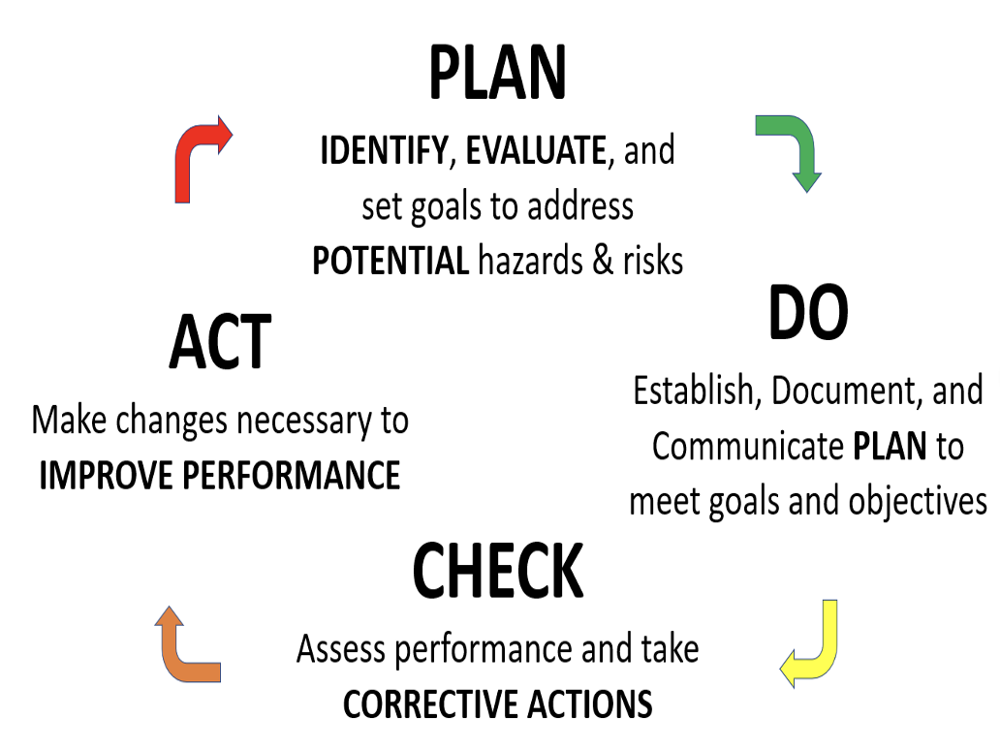 PLAN
IDENTIFY, EVALUATE, and
set goals to address
POTENTIAL hazards & risks
DO
Establish, Document, and
Communicate PLAN to
meet goals and objectives
CHECK
Assess performance and take
CORRECTIVE ACTIONS
ACT
Make changes necessary to
IMPROVE PERFORMANCE